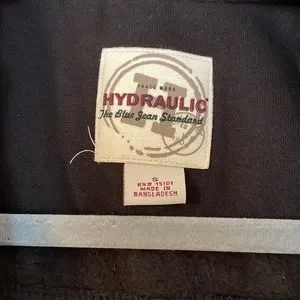 TRADE MARK
H
HYDRAULIC
The Blue Jean Standard
S
RN# 15101
MADE IN
BANGLADESH